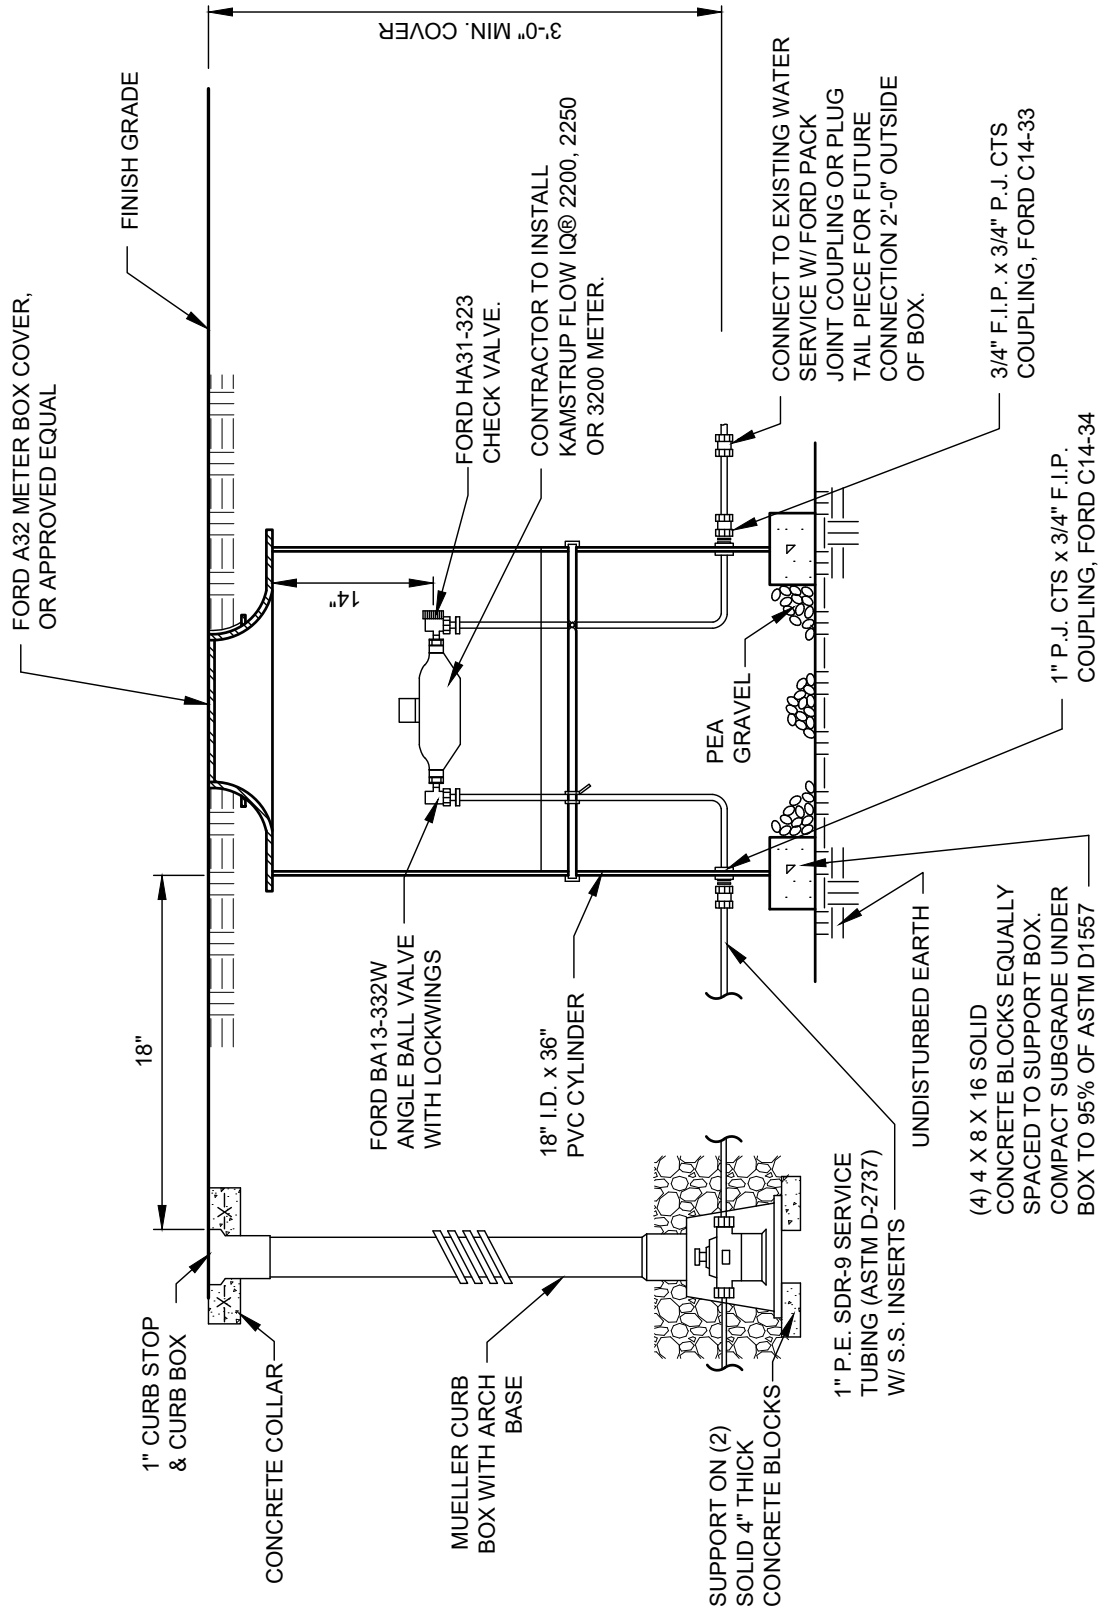 FORD A32 METER BOX COVER,
OR APPROVED EQUAL
FINISH GRADE
18"
1" CURB STOP
& CURB BOX
CONCRETE COLLAR
3'-0" MIN. COVER
14"
FORD HA31-323
CHECK VALVE.
CONTRACTOR TO INSTALL
KAMSTRUP FLOW IQ® 2200, 2250
OR 3200 METER.
FORD BA13-332W
ANGLE BALL VALVE
WITH LOCKWINGS
MUELLER CURB
BOX WITH ARCH
BASE
18" I.D. x 36"
PVC CYLINDER
PEA
GRAVEL
CONNECT TO EXISTING WATER
SERVICE W/ FORD PACK
JOINT COUPLING OR PLUG
TAIL PIECE FOR FUTURE
CONNECTION 2'-0" OUTSIDE
OF BOX.
SUPPORT ON (2)
SOLID 4" THICK
CONCRETE BLOCKS
1" P.E. SDR-9 SERVICE
TUBING (ASTM D-2737)
W/ S.S. INSERTS
UNDISTURBED EARTH
(4) 4 X 8 X 16 SOLID
CONCRETE BLOCKS EQUALLY
SPACED TO SUPPORT BOX.
COMPACT SUBGRADE UNDER
BOX TO 95% OF ASTM D1557
3/4" F.I.P. x 3/4" P.J. CTS
COUPLING, FORD C14-33
1" P.J. CTS x 3/4" F.I.P.
COUPLING, FORD C14-34